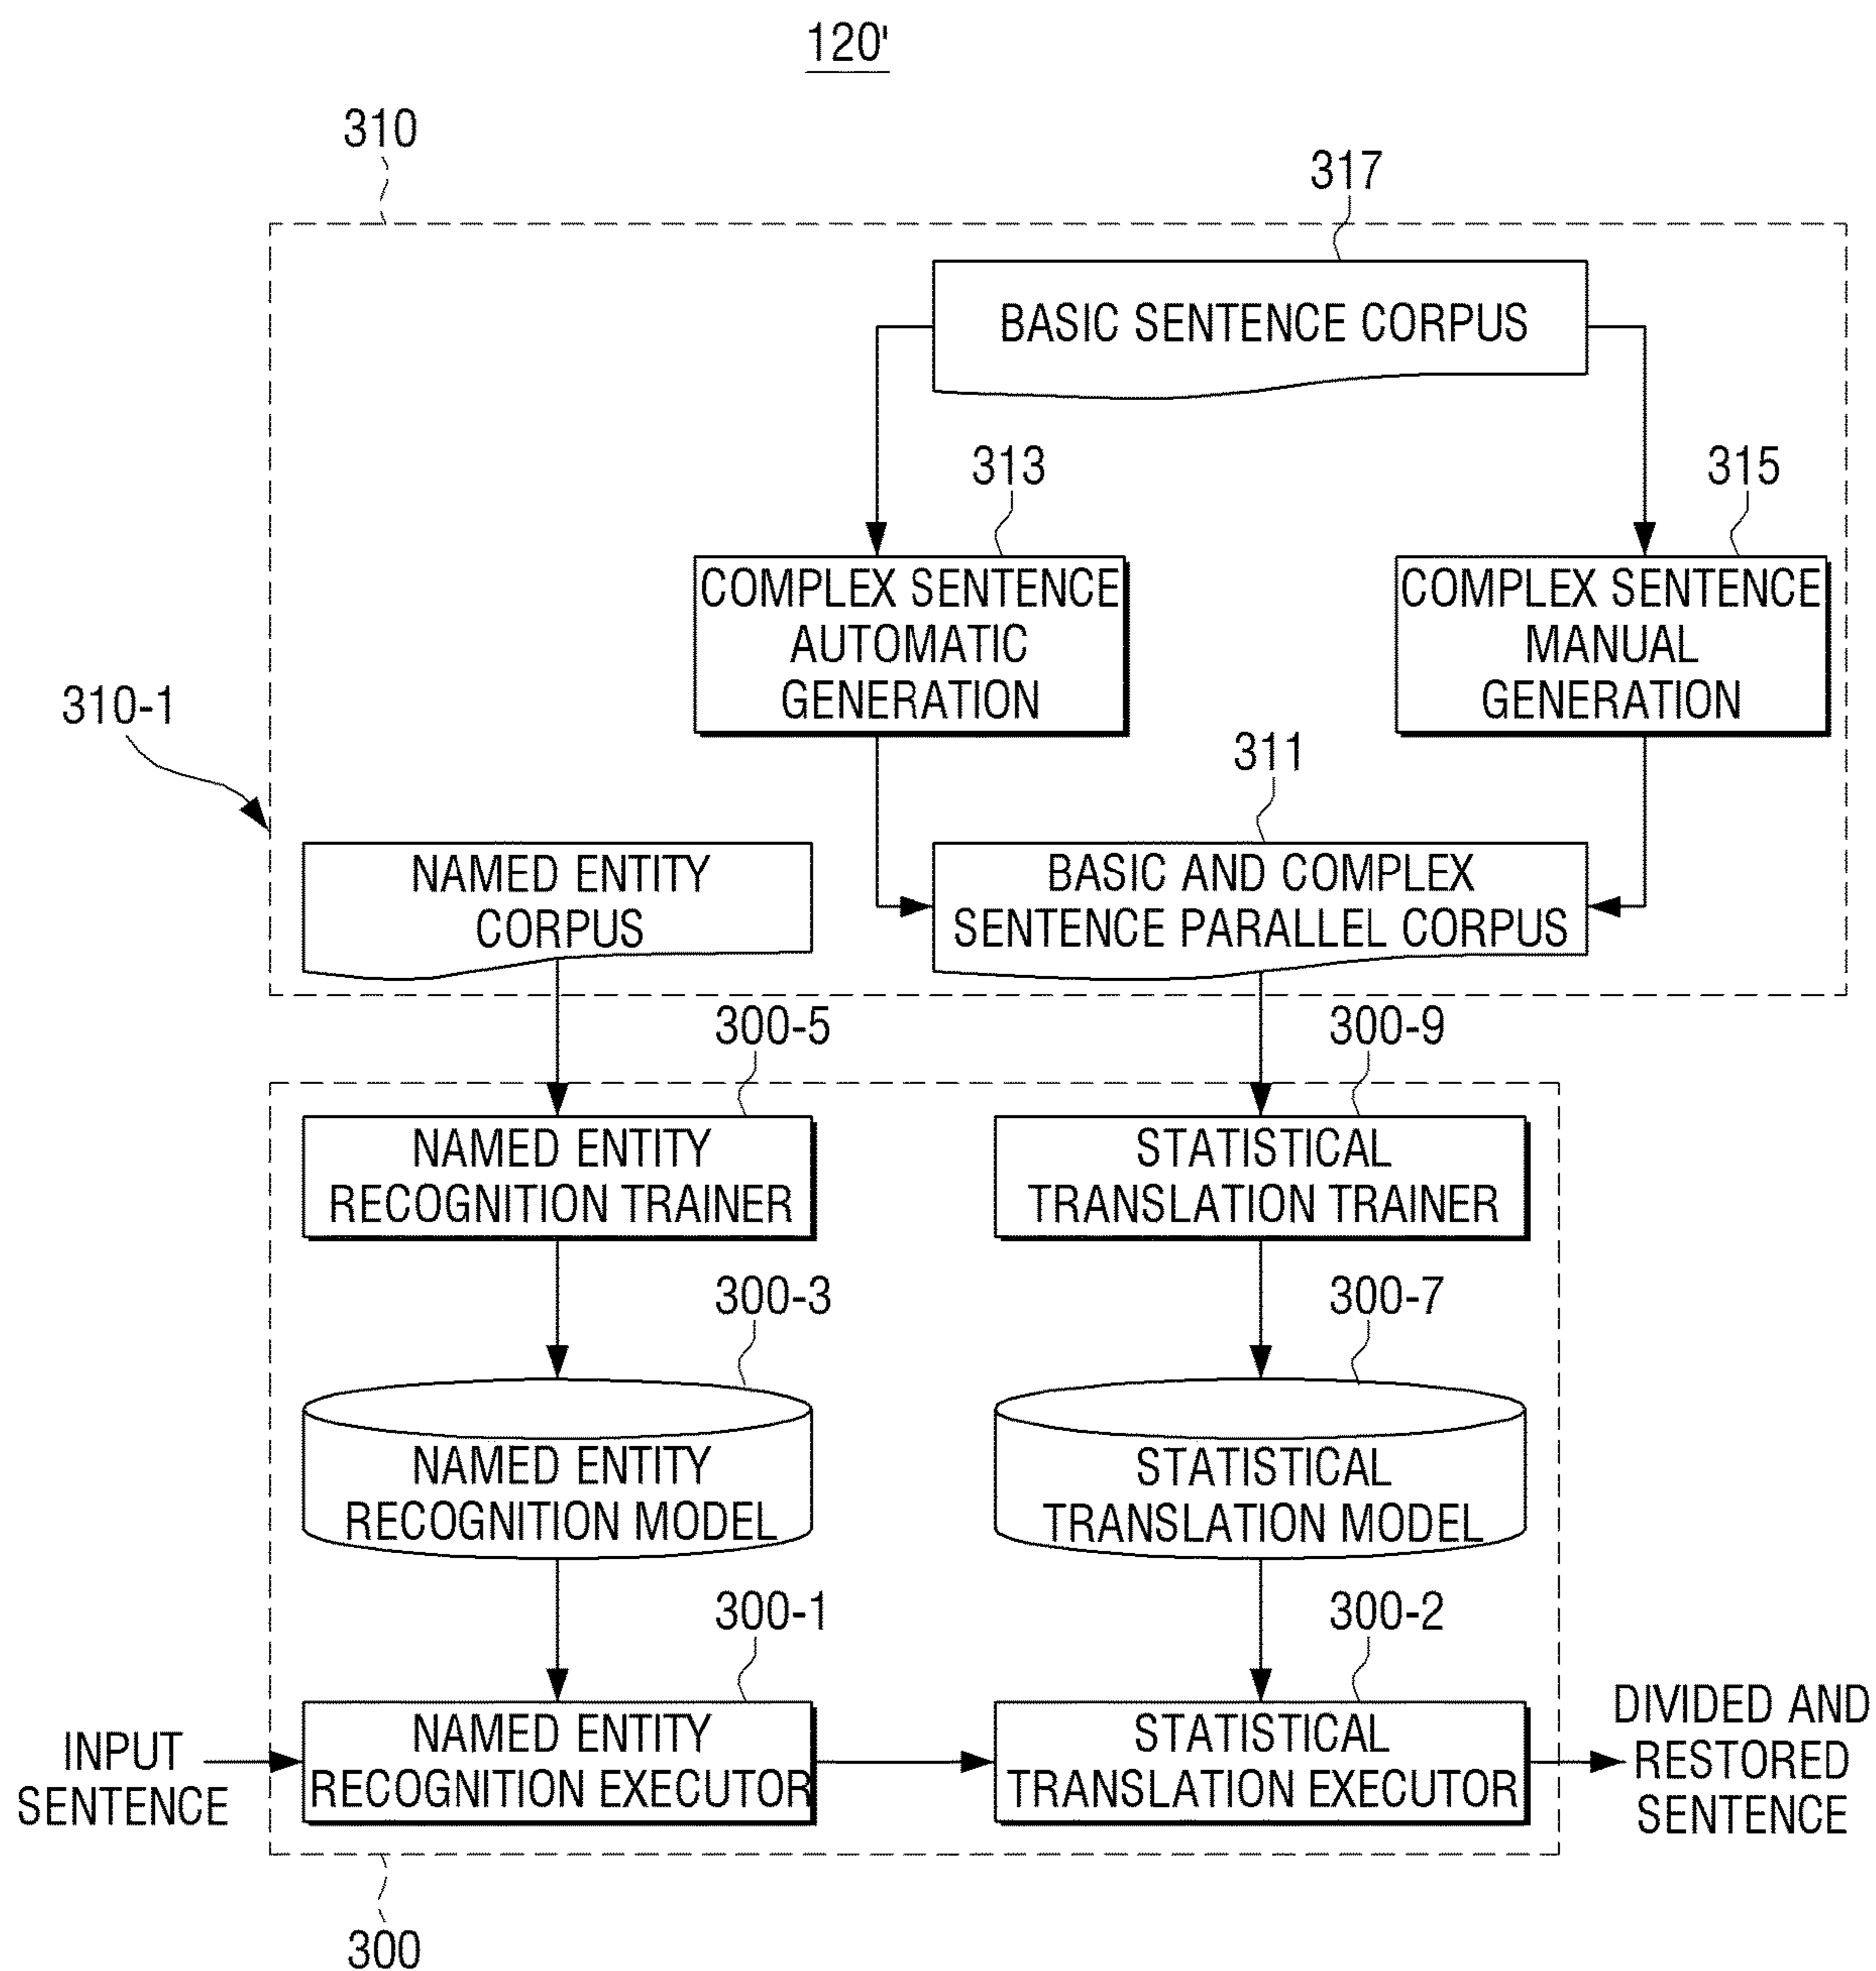 120'
310
317
BASIC SENTENCE CORPUS
313
315
COMPLEX SENTENCE
AUTOMATIC
GENERATION
COMPLEX SENTENCE
MANUAL
GENERATION
310-1
311
NAMED ENTITY
CORPUS
BASIC AND COMPLEX
SENTENCE PARALLEL CORPUS
300-5
300-9
NAMED ENTITY
RECOGNITION TRAINER
STATISTICAL
TRANSLATION TRAINER
300-3
300-7
NAMED ENTITY
RECOGNITION MODEL
STATISTICAL
TRANSLATION MODEL
300-1
300-2
INPUT
SENTENCE
NAMED ENTITY
RECOGNITION EXECUTOR
STATISTICAL
TRANSLATION EXECUTOR
DIVIDED AND
RESTORED
SENTENCE
300